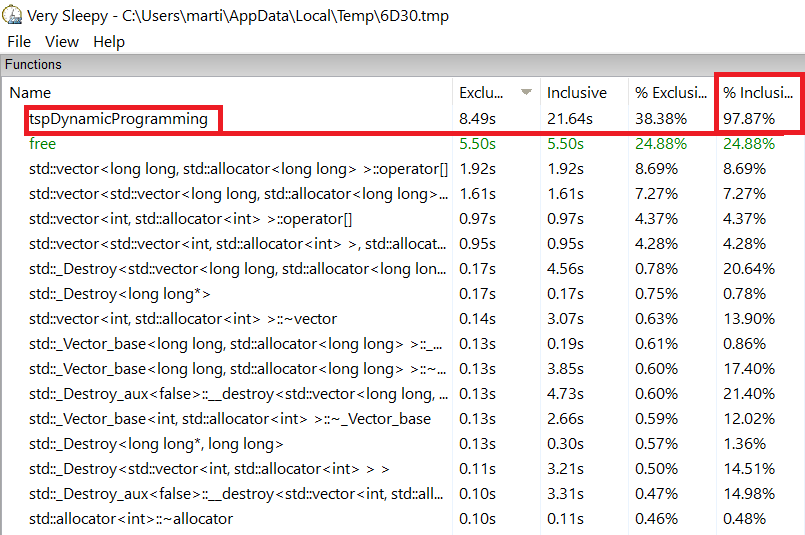 Very Sleepy - C:\Users\marti\AppData\Local\Temp\6D30.tmp
File View Help
Functions
Name Exclu... Inclusive % Exclusi... % Inclusi...
tspDynamicProgramming 8.49s 21.64s 38.38% 97.87%
free 5.50s 5.50s 24.88% 24.88%
std::vector<long long, std::allocator<long long> >::operator[] 1.92s 1.92s 8.69% 8.69%
std::vector<std::vector<long long, std::allocator<long long>... 1.61s 1.61s 7.27% 7.27%
std::vector<int, std::allocator<int> >::operator[] 0.97s 0.97s 4.37% 4.37%
std::vector<std::vector<int, std::allocator<int> >, std::allocat... 0.95s 0.95s 4.28% 4.28%
std::_Destroy<std::vector<long long, std::allocator<long lon... 0.17s 4.56s 0.78% 20.64%
std::_Destroy<long long*> 0.17s 0.17s 0.75% 0.78%
std::vector<int, std::allocator<int> >::~vector 0.14s 3.07s 0.63% 13.90%
std::_Vector_base<long long, std::allocator<long long> >::_... 0.13s 0.19s 0.61% 0.86%
std::_Vector_base<long long, std::allocator<long long> >::~... 0.13s 3.85s 0.60% 17.40%
std::_Destroy_aux<false>::__destroy<std::vector<long long, ... 0.13s 4.73s 0.60% 21.40%
std::_Vector_base<int, std::allocator<int> >::~_Vector_base 0.13s 2.66s 0.59% 12.02%
std::_Destroy<long long*, long long> 0.13s 0.30s 0.57% 1.36%
std::_Destroy<std::vector<int, std::allocator<int> > > 0.11s 3.21s 0.50% 14.51%
std::_Destroy_aux<false>::__destroy<std::vector<int, std::all... 0.10s 3.31s 0.47% 14.98%
std::allocator<int>::~allocator 0.10s 0.11s 0.46% 0.48%